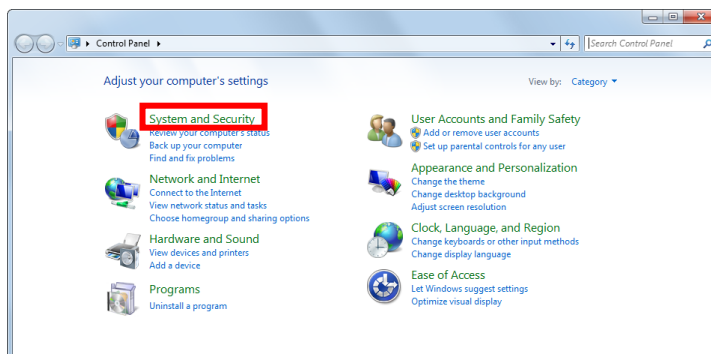 Control Panel
Search Control Panel
Adjust your computer's settings
View by: Category
System and Security
Review your computer's status
Back up your computer
Find and fix problems
Network and Internet
Connect to the Internet
View network status and tasks
Choose homegroup and sharing options
Hardware and Sound
View devices and printers
Add a device
Programs
Uninstall a program
User Accounts and Family Safety
Add or remove user accounts
Set up parental controls for any user
Appearance and Personalization
Change the theme
Change desktop background
Adjust screen resolution
Clock, Language, and Region
Change keyboards or other input methods
Change display language
Ease of Access
Let Windows suggest settings
Optimize visual display